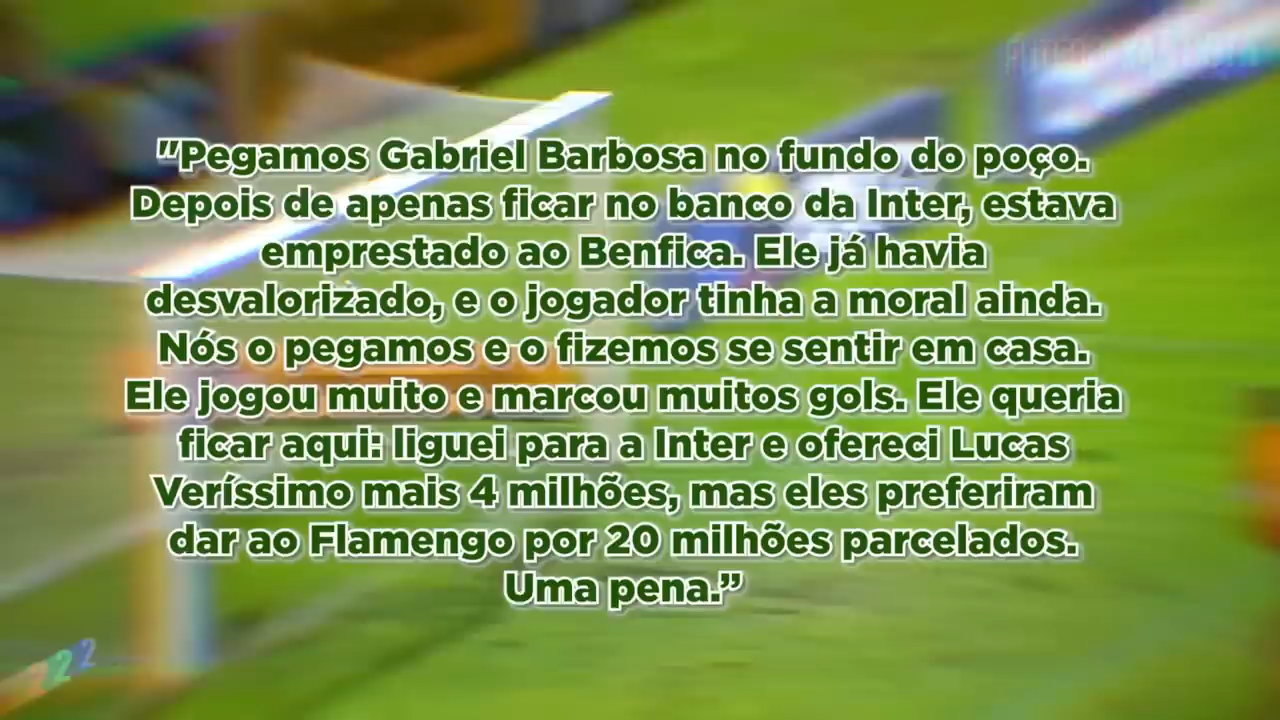 "Pegamos Gabriel Barbosa no fundo do poço.
Depois de apenas ficar no banco da Inter, estava
emprestado ao Benfica. Ele já havia
desvalorizado, e o jogador tinha a moral ainda.
Nós o pegamos e o fizemos se sentir em casa.
Ele jogou muito e marcou muitos gols. Ele queria
ficar aqui: liguei para a Inter e ofereci Lucas
Veríssimo mais 4 milhões, mas eles preferiram
dar ao Flamengo por 20 milhões parcelados.
Uma pena.”
222